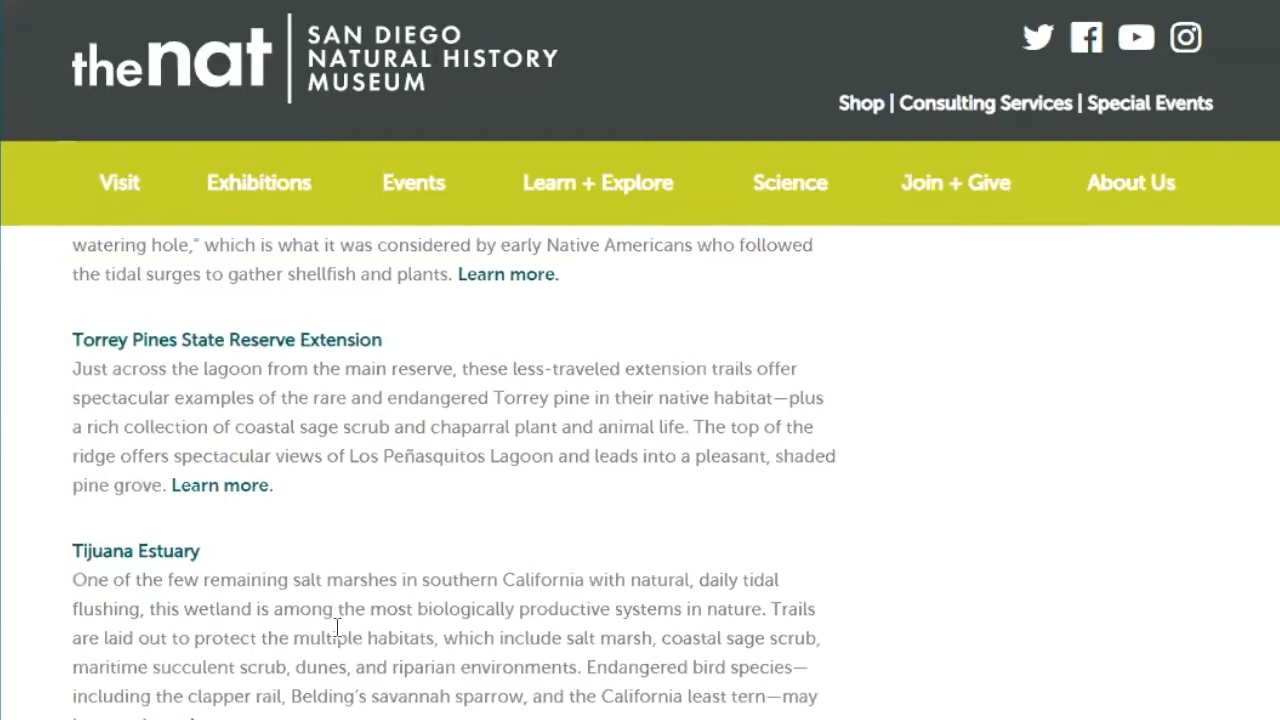 thenat
SAN DIEGO
NATURAL HISTORY
MUSEUM
Shop | Consulting Services | Special Events
Visit Exhibitions Events Learn + Explore Science Join + Give About Us
watering hole," which is what it was considered by early Native Americans who followed
the tidal surges to gather shellfish and plants. Learn more.
Torrey Pines State Reserve Extension
Just across the lagoon from the main reserve, these less-traveled extension trails offer
spectacular examples of the rare and endangered Torrey pine in their native habitat—plus
a rich collection of coastal sage scrub and chaparral plant and animal life. The top of the
ridge offers spectacular views of Los Peñasquitos Lagoon and leads into a pleasant, shaded
pine grove. Learn more.
Tijuana Estuary
One of the few remaining salt marshes in southern California with natural, daily tidal
flushing, this wetland is among the most biologically productive systems in nature. Trails
are laid out to protect the multiple habitats, which include salt marsh, coastal sage scrub,
maritime succulent scrub, dunes, and riparian environments. Endangered bird species—
including the clapper rail, Belding's savannah sparrow, and the California least tern—may